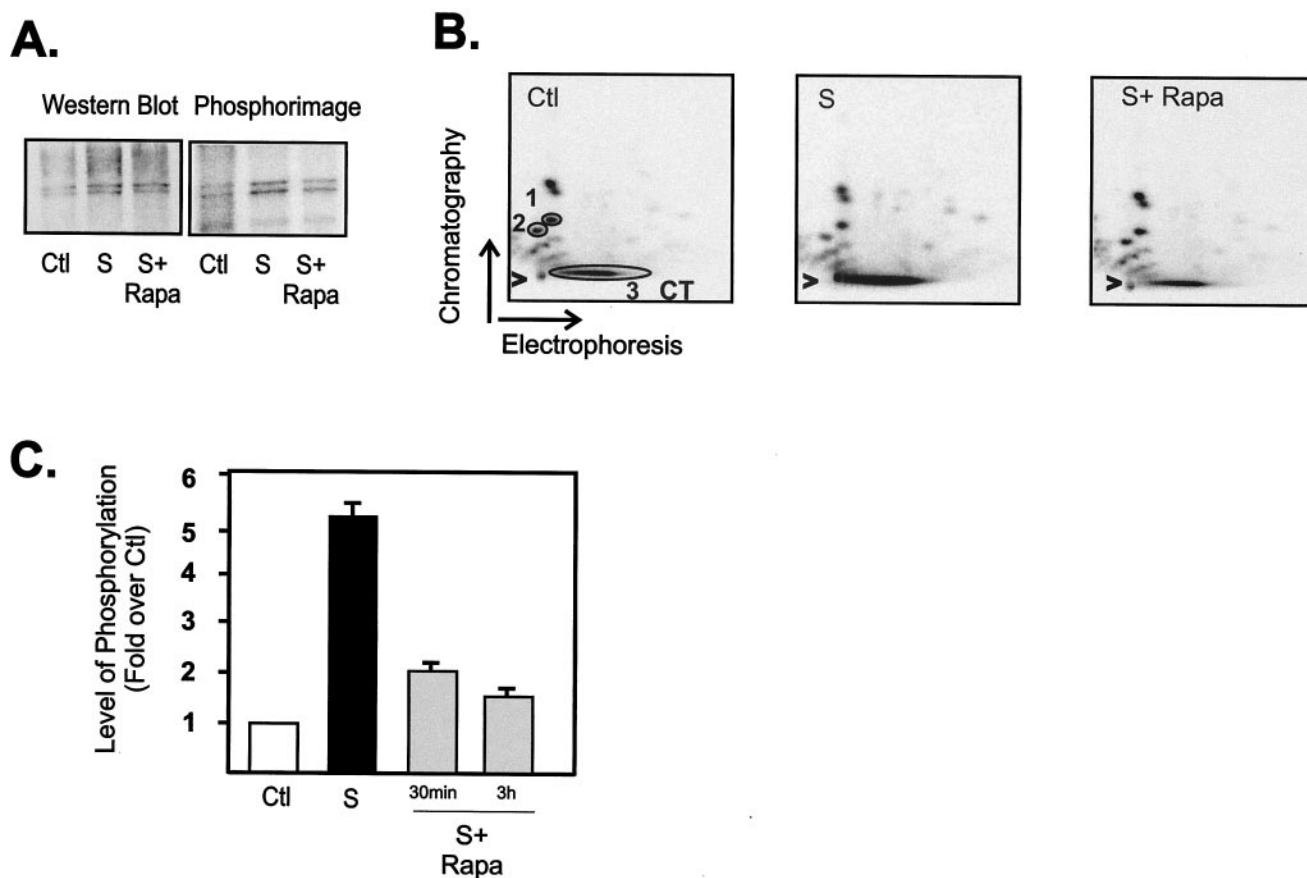 A.
Western Blot Phosphorimage
Ctl S S+ Rapa Ctl S S+ Rapa
B.
Chromatography
Electrophoresis
Ctl
1
2
>
3 CT
S
>
S+ Rapa
>
C.
Level of Phosphorylation
(Fold over Ctl)
6
5
4
3
2
1
Ctl S 30min 3h
S+
Rapa